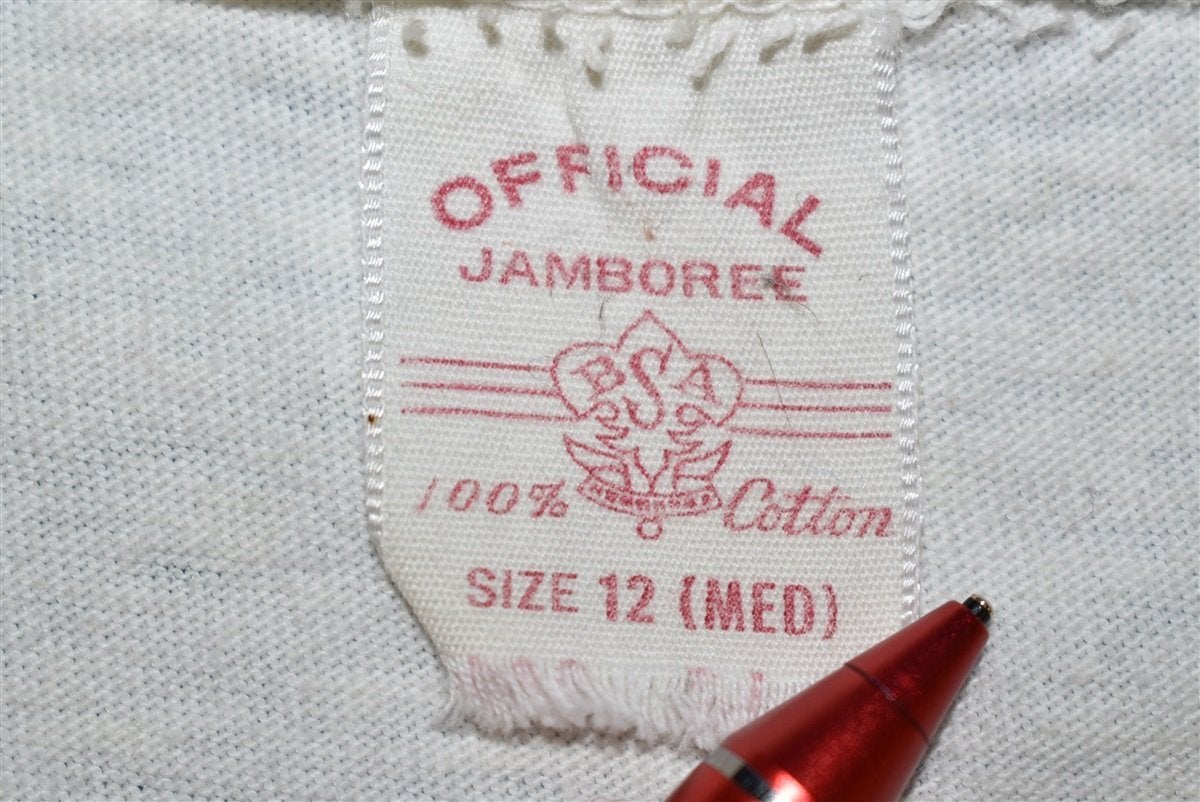 OFFICIAL
JAMBOREE
BSA
100% Cotton
SIZE 12 (MED)